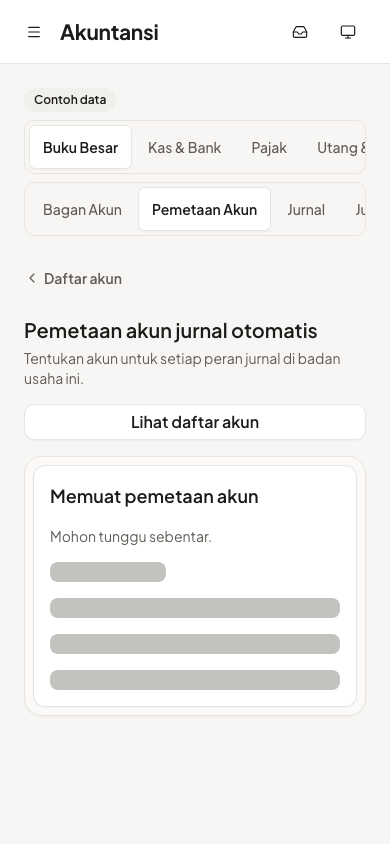 Akuntansi
Contoh data
Buku Besar Kas & Bank Pajak Utang &
Bagan Akun Pemetaan Akun Jurnal
Daftar akun
Pemetaan akun jurnal otomatis
Tentukan akun untuk setiap peran jurnal di badan
usaha ini.
Lihat daftar akun
Memuat pemetaan akun
Mohon tunggu sebentar.